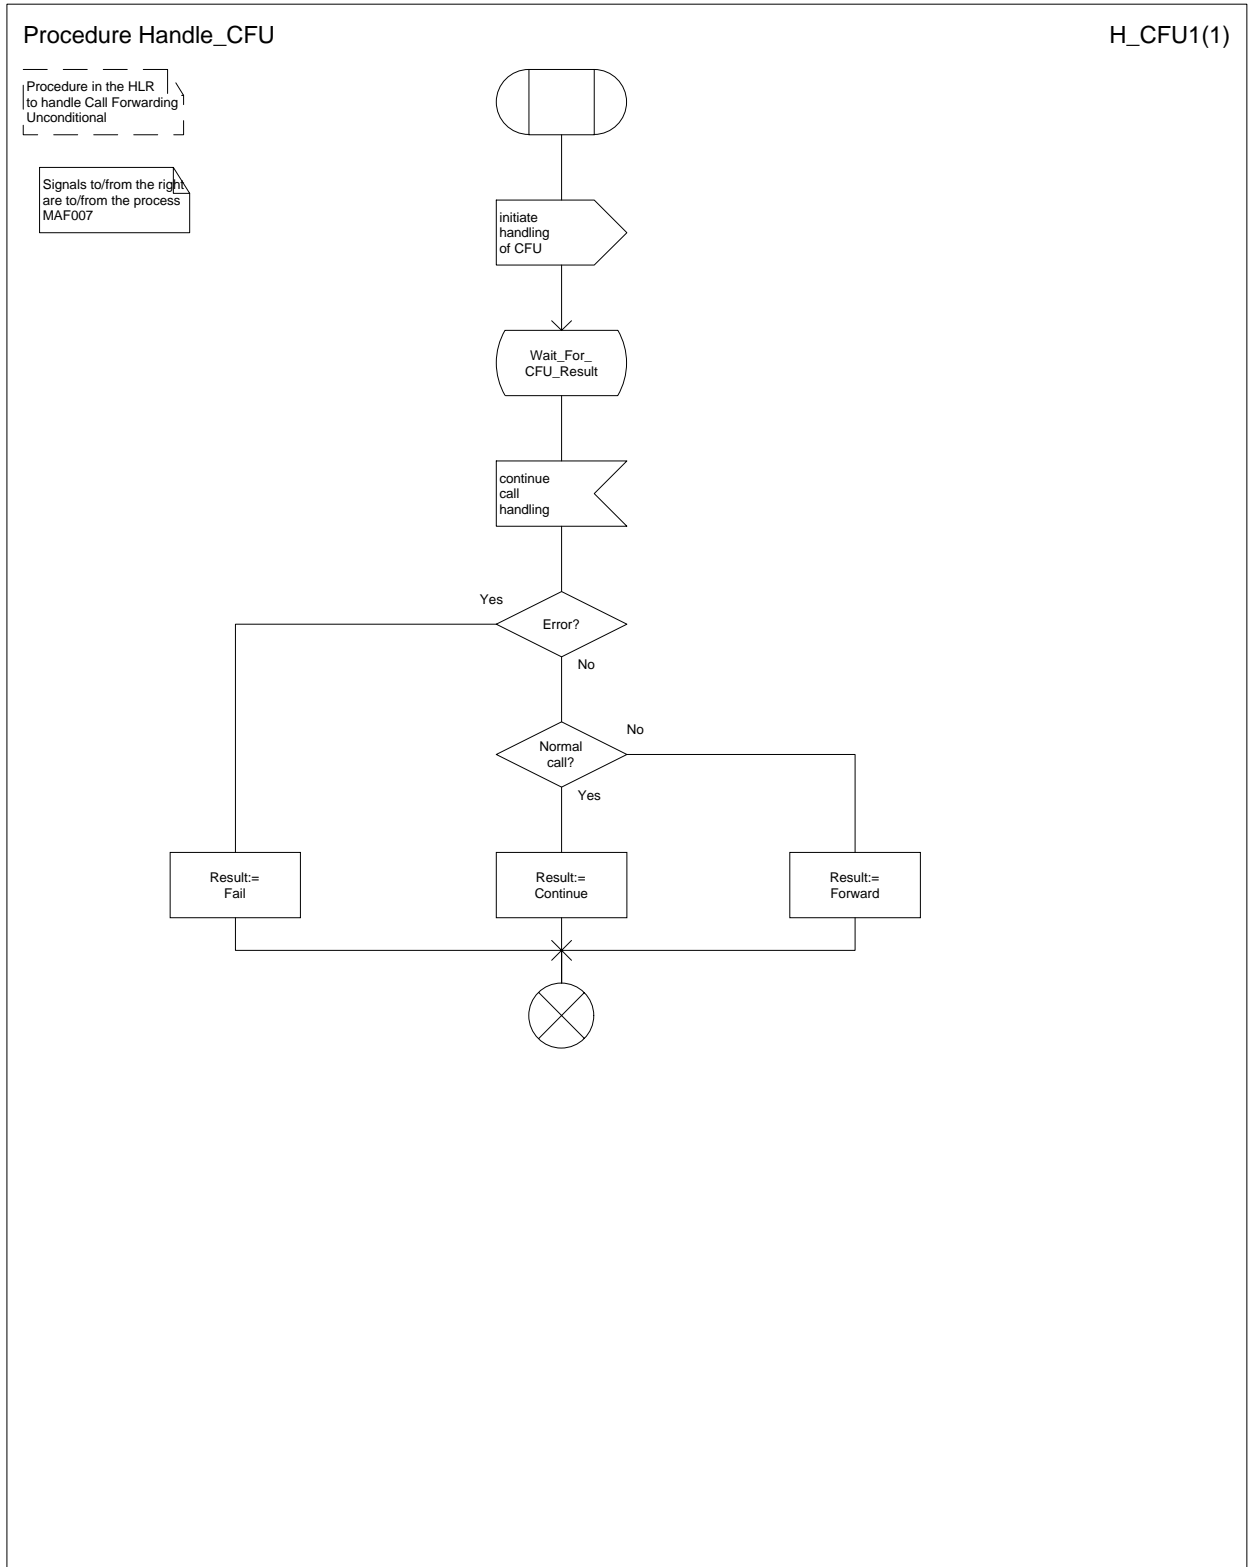 Procedure Handle_CFU
H_CFU1(1)
Procedure in the HLR
to handle Call Forwarding
Unconditional
Signals to/from the right
are to/from the process
MAF007
initiate
handling
of CFU
Wait_For_
CFU_Result
continue
call
handling
Yes
Error?
No
No
Normal
call?
Yes
Result:=
Fail
Result:=
Continue
Result:=
Forward